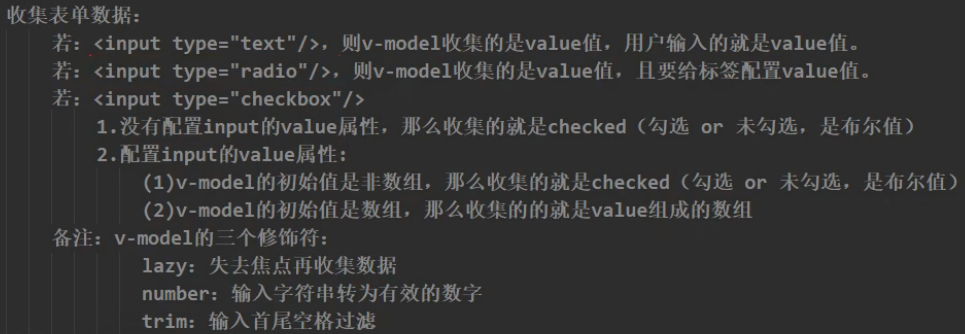 收集表单数据:
若: <input type="text"/>, 则v-model收集的是value值, 用户输入的就是value值。
若: <input type="radio"/>, 则v-model收集的是value值, 且要给标签配置value值。
若: <input type="checkbox"/>
1.没有配置input的value属性, 那么收集的就是checked (勾选 or 未勾选, 是布尔值)
2.配置input的value属性:
(1)v-model的初始值是非数组, 那么收集的就是checked (勾选 or 未勾选, 是布尔值)
(2)v-model的初始值是数组, 那么收集的的就是value组成的数组
备注: v-model的三个修饰符:
lazy: 失去焦点再收集数据
number: 输入字符串转为有效的数字
trim: 输入首尾空格过滤